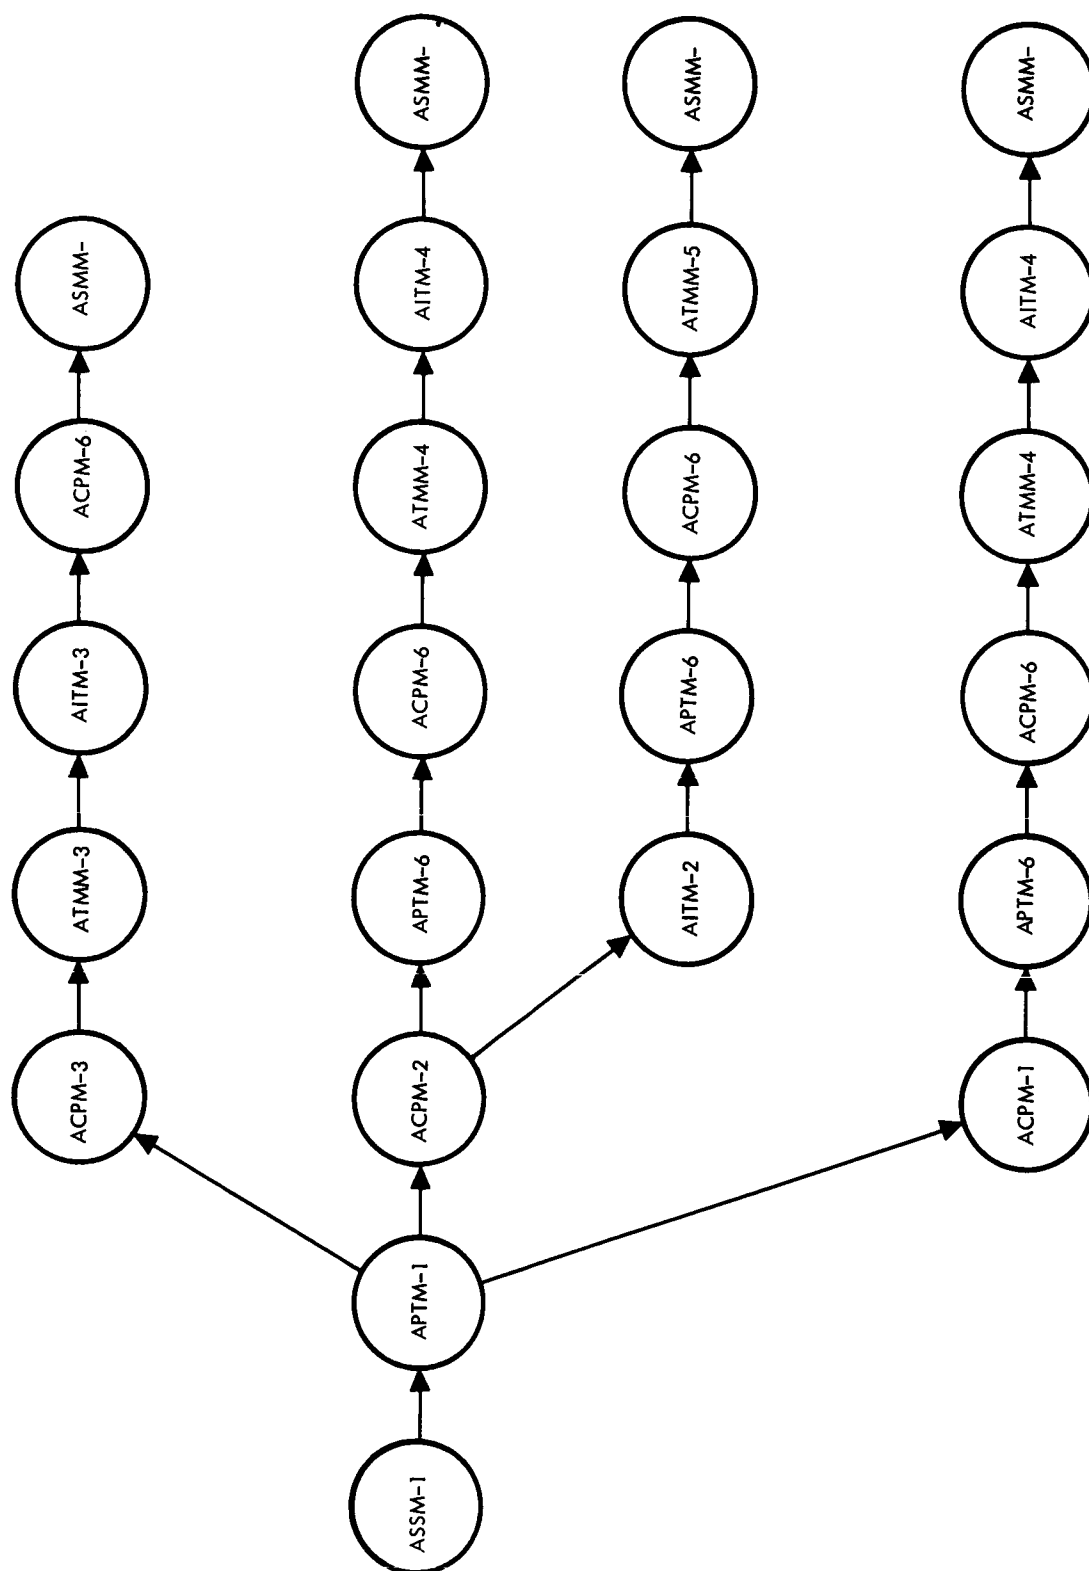 ASSM-1
APTM-1
ACPM-3
ATMM-3
AITM-3
ACPM-6
ASMM-
ACPM-2
APTM-6
ACPM-6
ATMM-4
AITM-4
ASMM-
AITM-2
APTM-6
ACPM-6
ATMM-5
ASMM-
ACPM-1
APTM-6
ACPM-6
ATMM-4
AITM-4
ASMM-